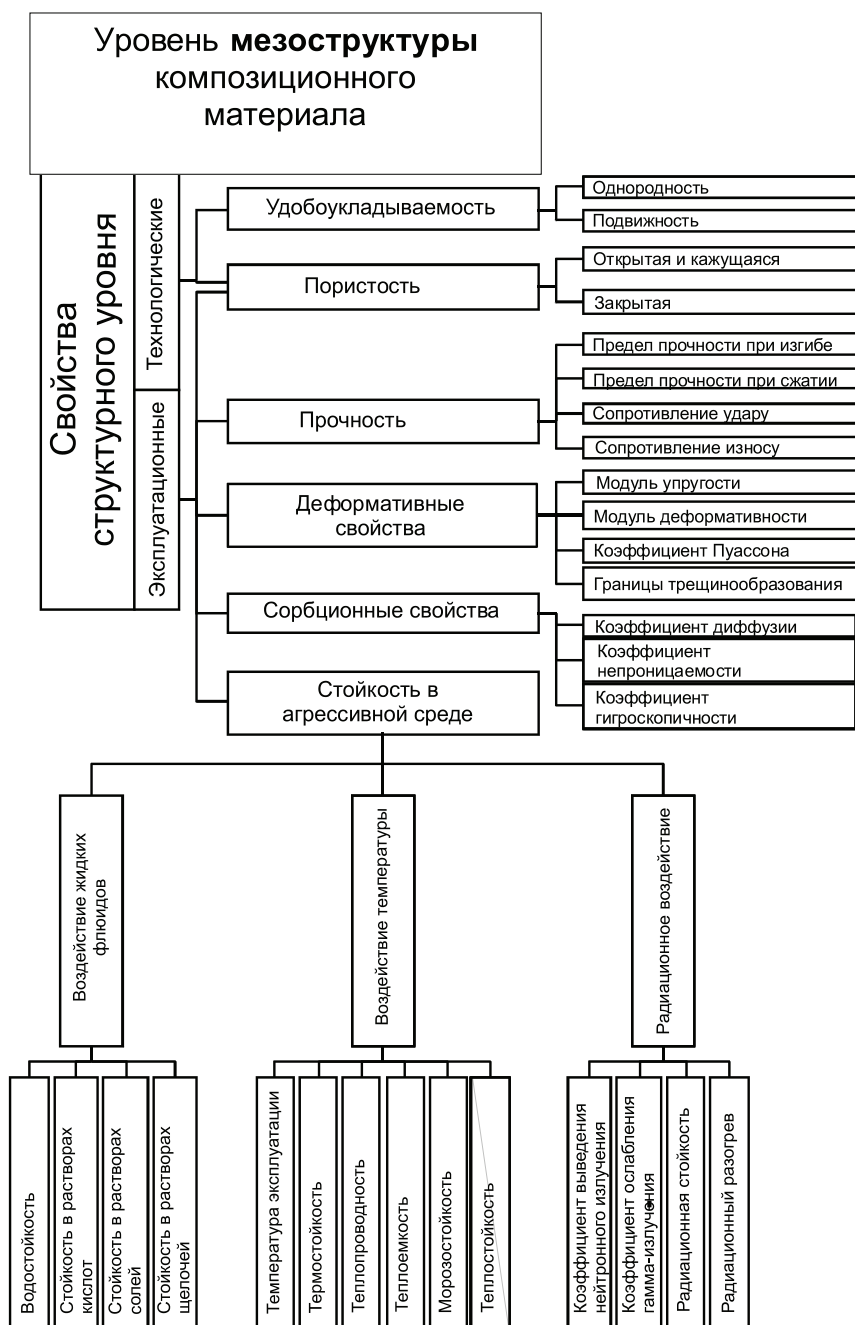 Уровень мезоструктуры
композиционного
материала
Свойства
структурного уровня
Технологические
Эксплуатационные
Удобоукладываемость
Однородность
Подвижность
Пористость
Открытая и кажущаяся
Закрытая
Прочность
Предел прочности при изгибе
Предел прочности при сжатии
Сопротивление удару
Сопротивление износу
Деформативные
свойства
Модуль упругости
Модуль деформативности
Коэффициент Пуассона
Границы трещинообразования
Сорбционные свойства
Коэффициент диффузии
Коэффициент
непроницаемости
Коэффициент
гигроскопичности
Стойкость в
агрессивной среде
Воздействие жидких
флюидов
Воздействие температуры
Радиационное воздействие
Водостойкость
Стойкость в растворах
кислот
Стойкость в растворах
солей
Стойкость в растворах
щелочей
Температура эксплуатации
Термостойкость
Теплопроводность
Теплоемкость
Морозостойкость
Теплостойкость
Коэффициент выведения
нейтронного излучения
Коэффициент ослабления
гамма-излучения
Радиационная стойкость
Радиационный разогрев